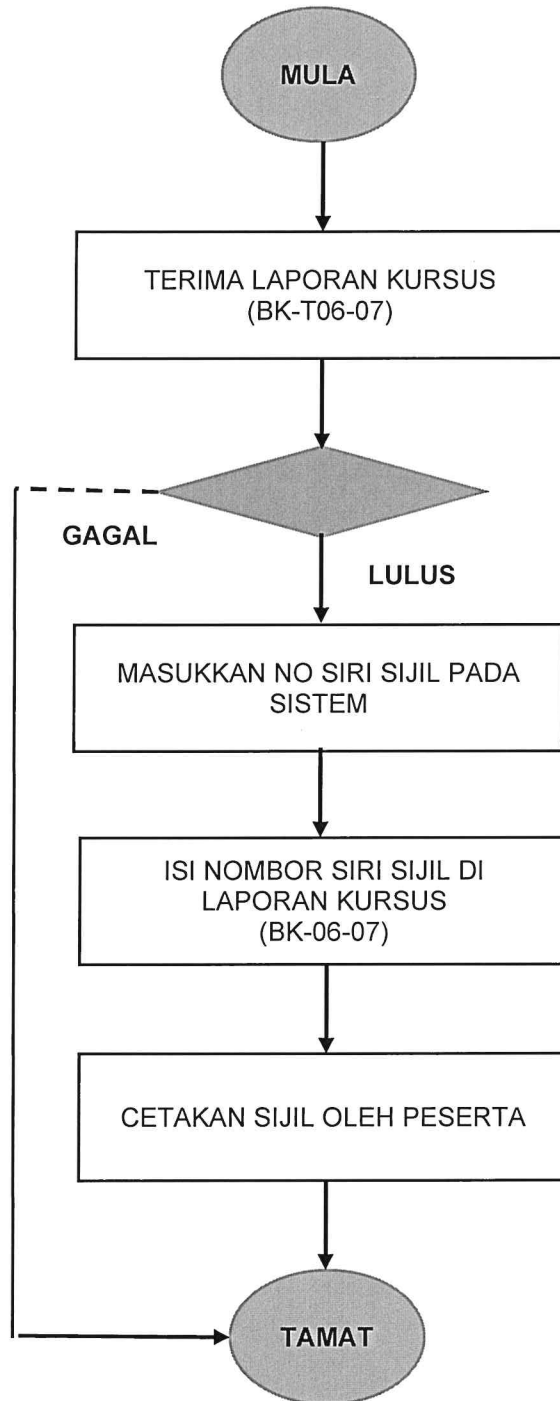 MULA
TERIMA LAPORAN KURSUS
(BK-T06-07)
GAGAL
LULUS
MASUKKAN NO SIRI SIJIL PADA
SISTEM
ISI NOMBOR SIRI SIJIL DI
LAPORAN KURSUS
(BK-06-07)
CETAKAN SIJIL OLEH PESERTA
TAMAT